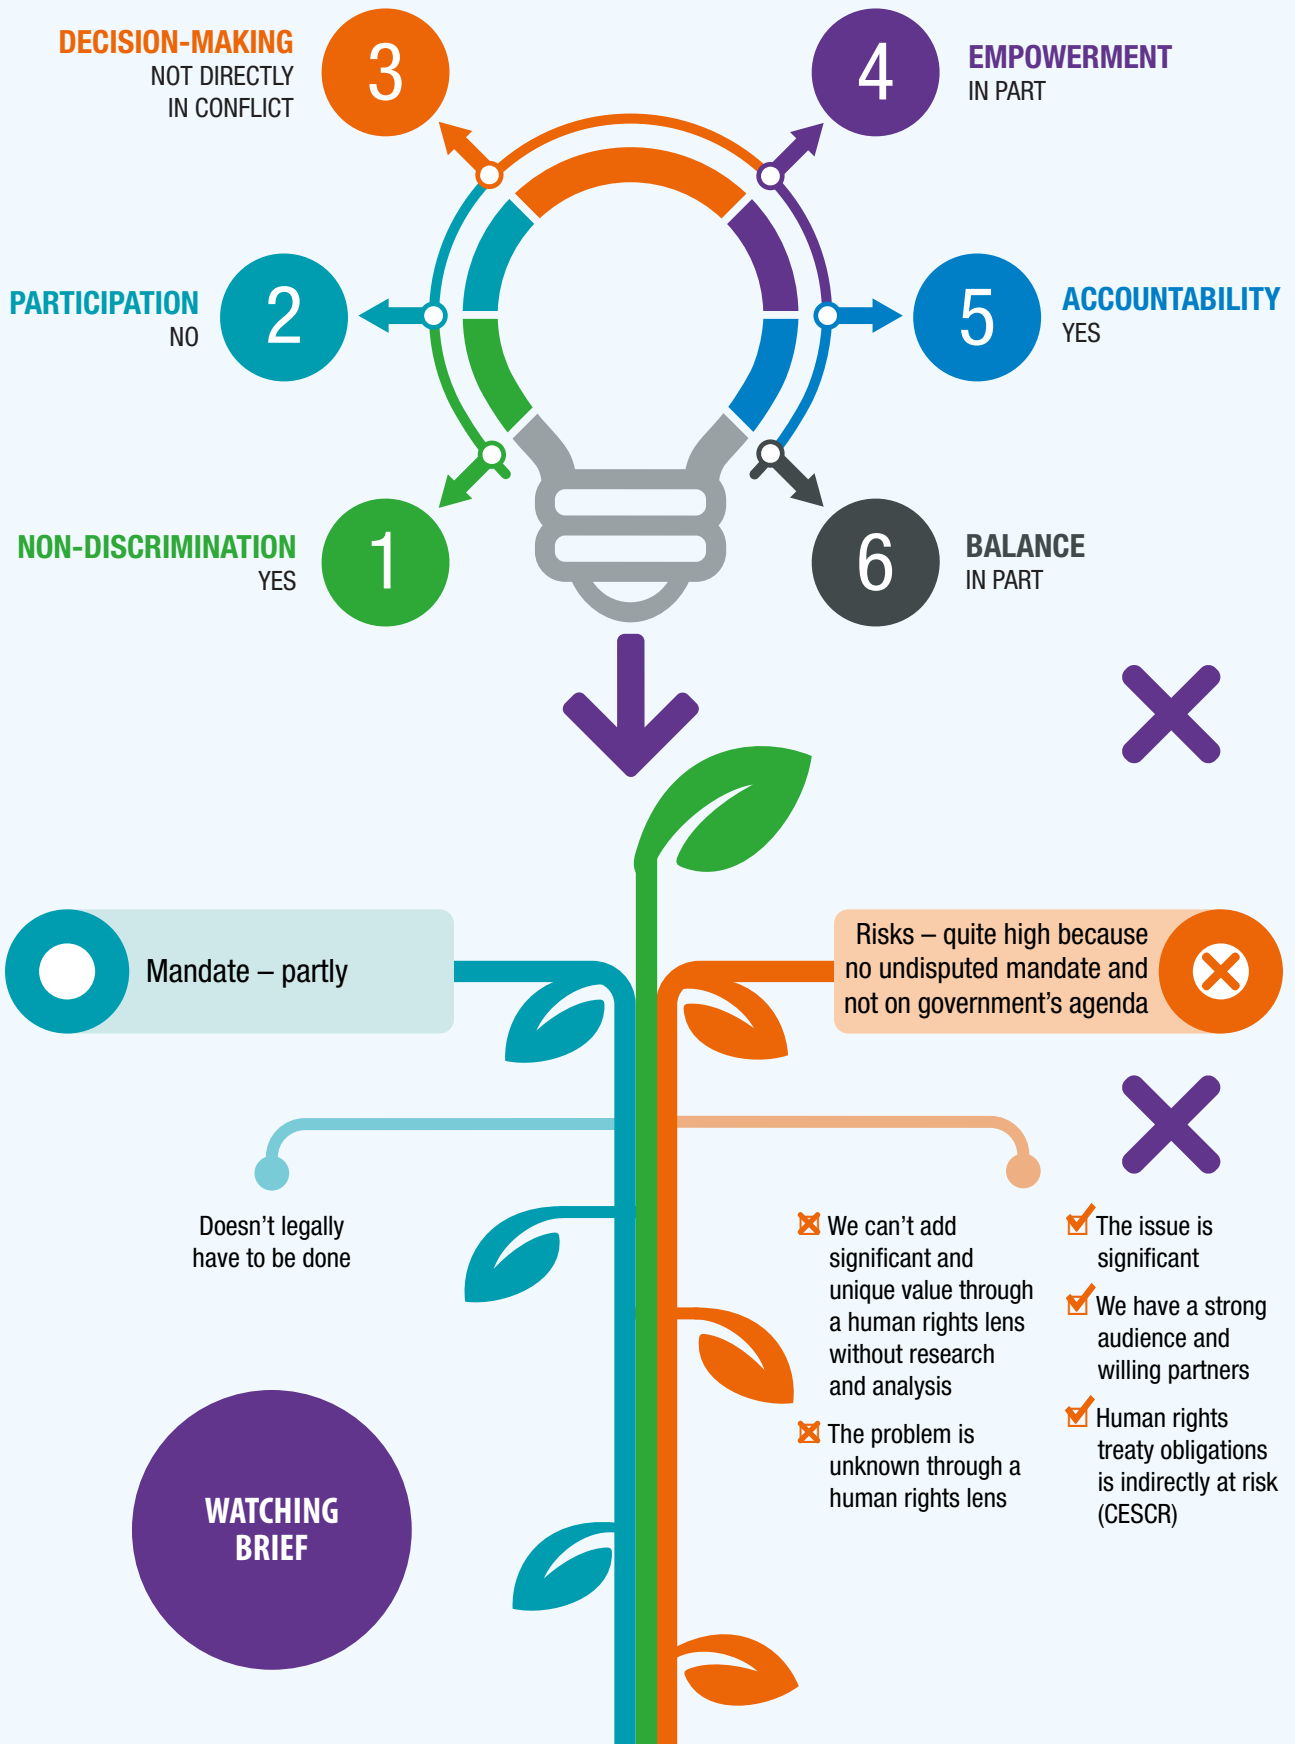 DECISION-MAKING
NOT DIRECTLY
IN CONFLICT
3
4
EMPOWERMENT
IN PART
PARTICIPATION
NO
2
5
ACCOUNTABILITY
YES
NON-DISCRIMINATION
YES
1
6
BALANCE
IN PART
Mandate – partly
Risks – quite high because
no undisputed mandate and
not on government’s agenda
Doesn’t legally
have to be done
We can’t add
significant and
unique value through
a human rights lens
without research
and analysis
The problem is
unknown through a
human rights lens
The issue is
significant
We have a strong
audience and
willing partners
Human rights
treaty obligations
is indirectly at risk
(CESCR)
WATCHING
BRIEF